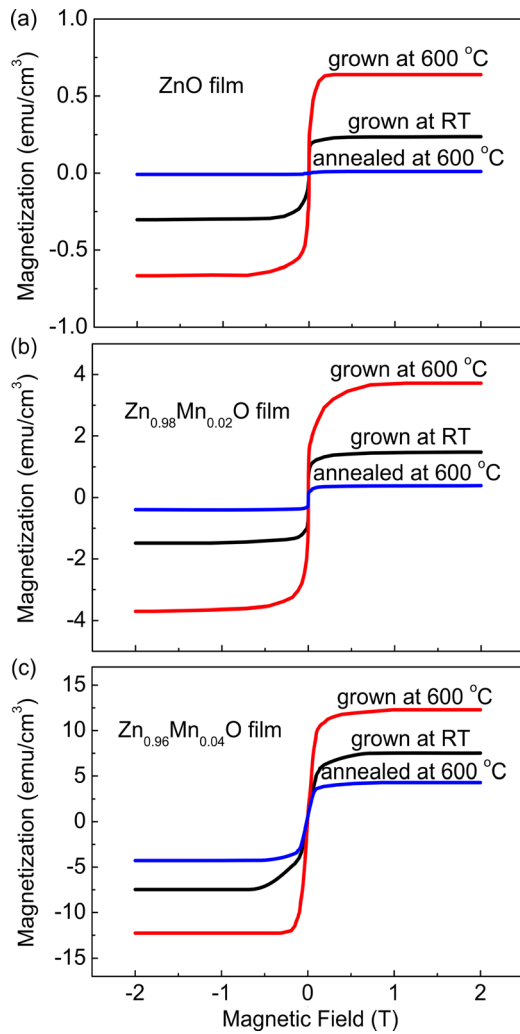 (a)
1.0
grown at 600 °C
0.5
ZnO film
grown at RT
annealed at 600 °C
0.0
-0.5
-1.0
Magnetization (emu/cm³)
(b)
grown at 600 °C
4
Zn₀.₉₈Mn₀.₀₂O film
2
grown at RT
annealed at 600 °C
0
-2
-4
Magnetization (emu/cm³)
(c)
15
grown at 600 °C
10
Zn₀.₉₆Mn₀.₀₄O film
grown at RT
5
annealed at 600 °C
0
-5
-10
-15
Magnetization (emu/cm³)
-2 -1 0 1 2
Magnetic Field (T)